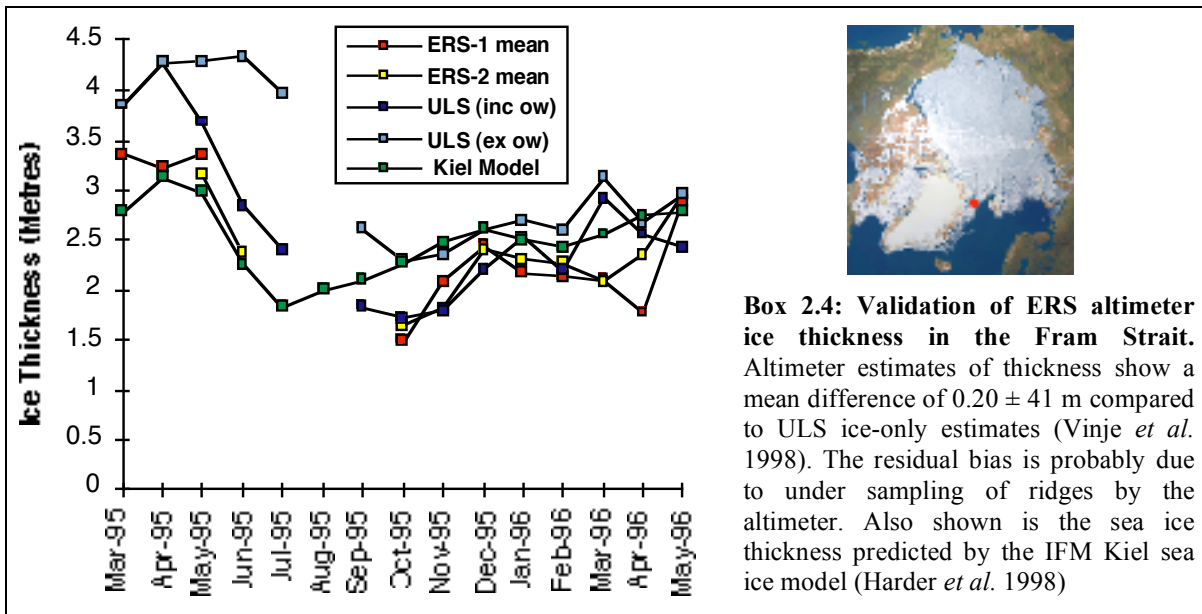 4.5
4
3.5
3
2.5
2
1.5
1
0.5
0
Ice Thickness (Metres)
ERS-1 mean
ERS-2 mean
ULS (inc ow)
ULS (ex ow)
Kiel Model
Mar-95
Apr-95
May-95
Jun-95
Jul-95
Aug-95
Sep-95
Oct-95
Nov-95
Dec-95
Jan-96
Feb-96
Mar-96
Apr-96
May-96
Box 2.4: Validation of ERS altimeter
ice thickness in the Fram Strait.
Altimeter estimates of thickness show a
mean difference of 0.20 ± 41 m compared
to ULS ice-only estimates (Vinje et al.
1998). The residual bias is probably due
to under sampling of ridges by the
altimeter. Also shown is the sea ice
thickness predicted by the IFM Kiel sea
ice model (Harder et al. 1998)